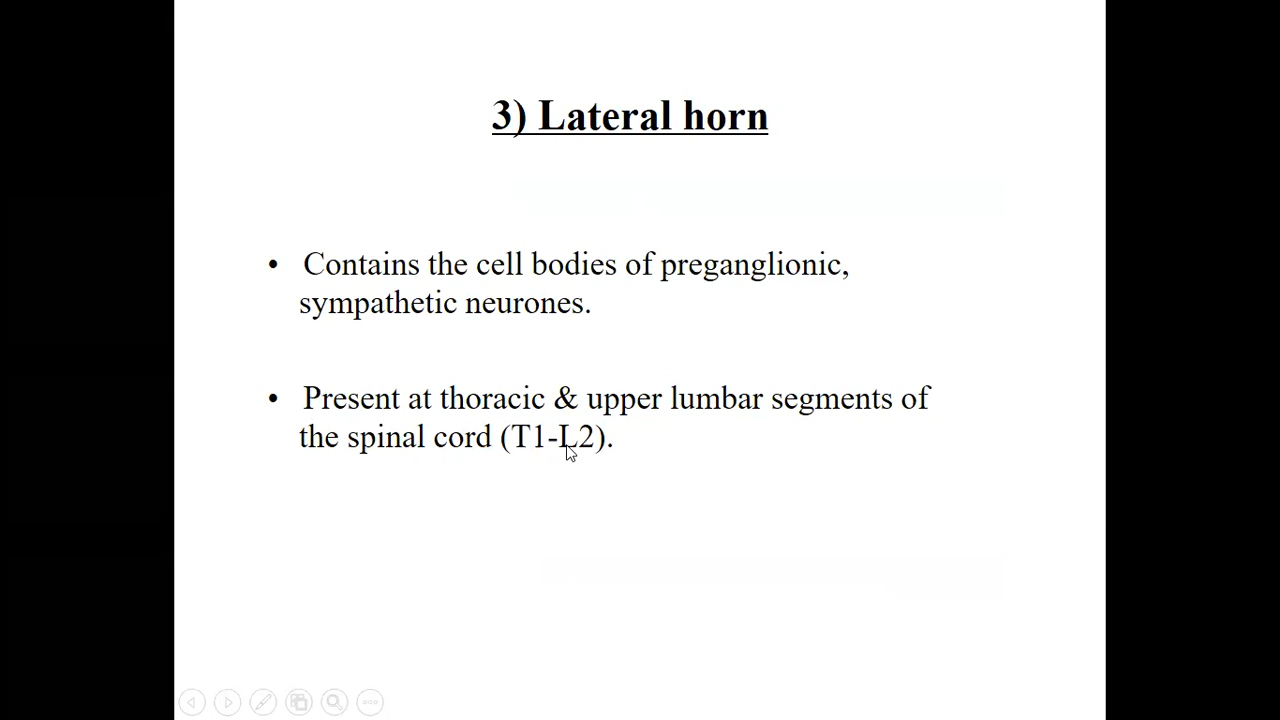 3) Lateral horn
• Contains the cell bodies of preganglionic,
sympathetic neurones.
• Present at thoracic & upper lumbar segments of
the spinal cord (T1-L2).